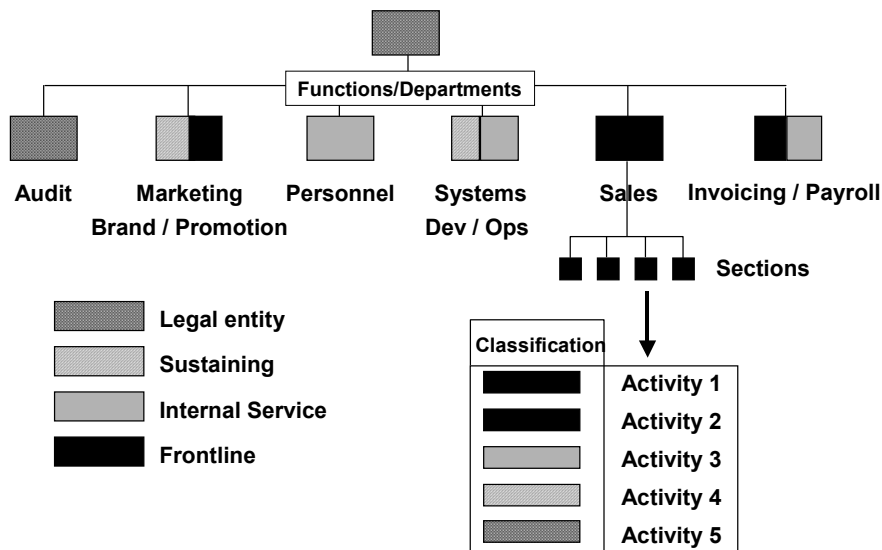 Functions/Departments
Audit
Marketing
Personnel
Systems
Sales
Invoicing / Payroll
Brand / Promotion
Dev / Ops
Sections
Legal entity
Sustaining
Internal Service
Frontline
Classification
Activity 1
Activity 2
Activity 3
Activity 4
Activity 5